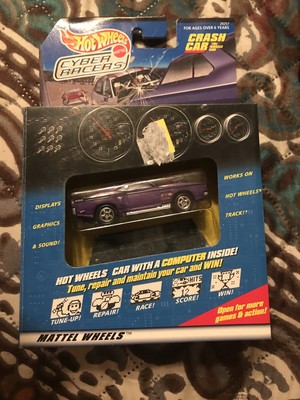 Hot Wheels
CYBER RACERS
FOR AGES OVER 6 YEARS
CRASH
CAR
DISPLAYS
GRAPHICS
& SOUND!
WORKS ON
HOT WHEELS®
TRACK!*
HOT WHEELS CAR WITH A COMPUTER INSIDE!
Tune, repair and maintain your car and WIN!
TUNE-UP!
REPAIR!
RACE!
SCORE!
WIN!
Open for more
games & action!
MATTEL WHEELS™